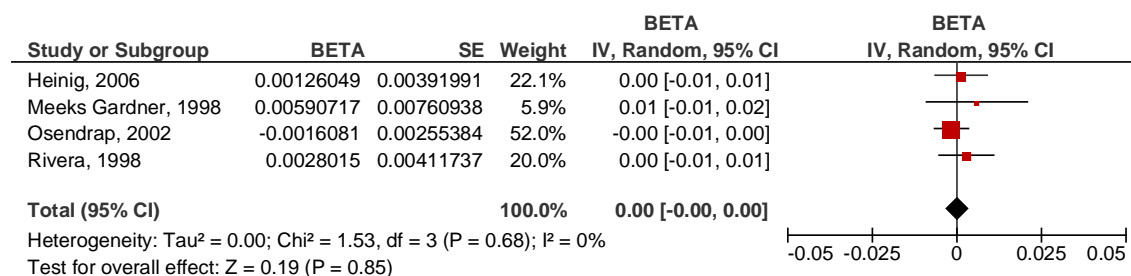 BETA BETA
Study or Subgroup BETA SE Weight IV, Random, 95% CI IV, Random, 95% CI
Heinig, 2006 0.00126049 0.00391991 22.1% 0.00 [-0.01, 0.01]
Meeks Gardner, 1998 0.00590717 0.00760938 5.9% 0.01 [-0.01, 0.02]
Osendrap, 2002 -0.0016081 0.00255384 52.0% -0.00 [-0.01, 0.00]
Rivera, 1998 0.0028015 0.00411737 20.0% 0.00 [-0.01, 0.01]
Total (95% CI) 100.0% 0.00 [-0.00, 0.00]
Heterogeneity: Tau² = 0.00; Chi² = 1.53, df = 3 (P = 0.68); I² = 0%
Test for overall effect: Z = 0.19 (P = 0.85)
-0.05 -0.025 0 0.025 0.05